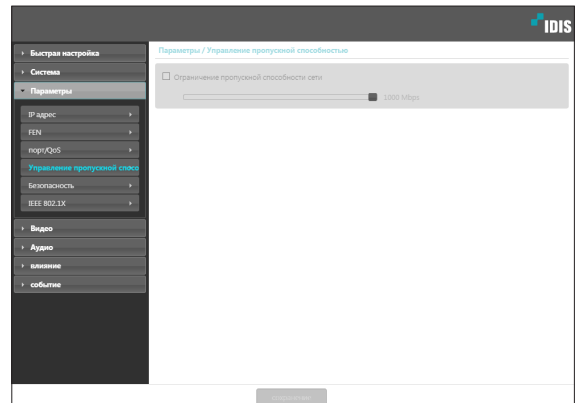 IDIS
Быстрая настройка
Система
Параметры
IP адрес
FEN
порт/QoS
Управление пропускной спосо
Безопасность
IEEE 802.1X
Видео
Аудио
влияние
событие
Параметры / Управление пропускной способностью
Ограничение пропускной способности сети
1000 Mbps